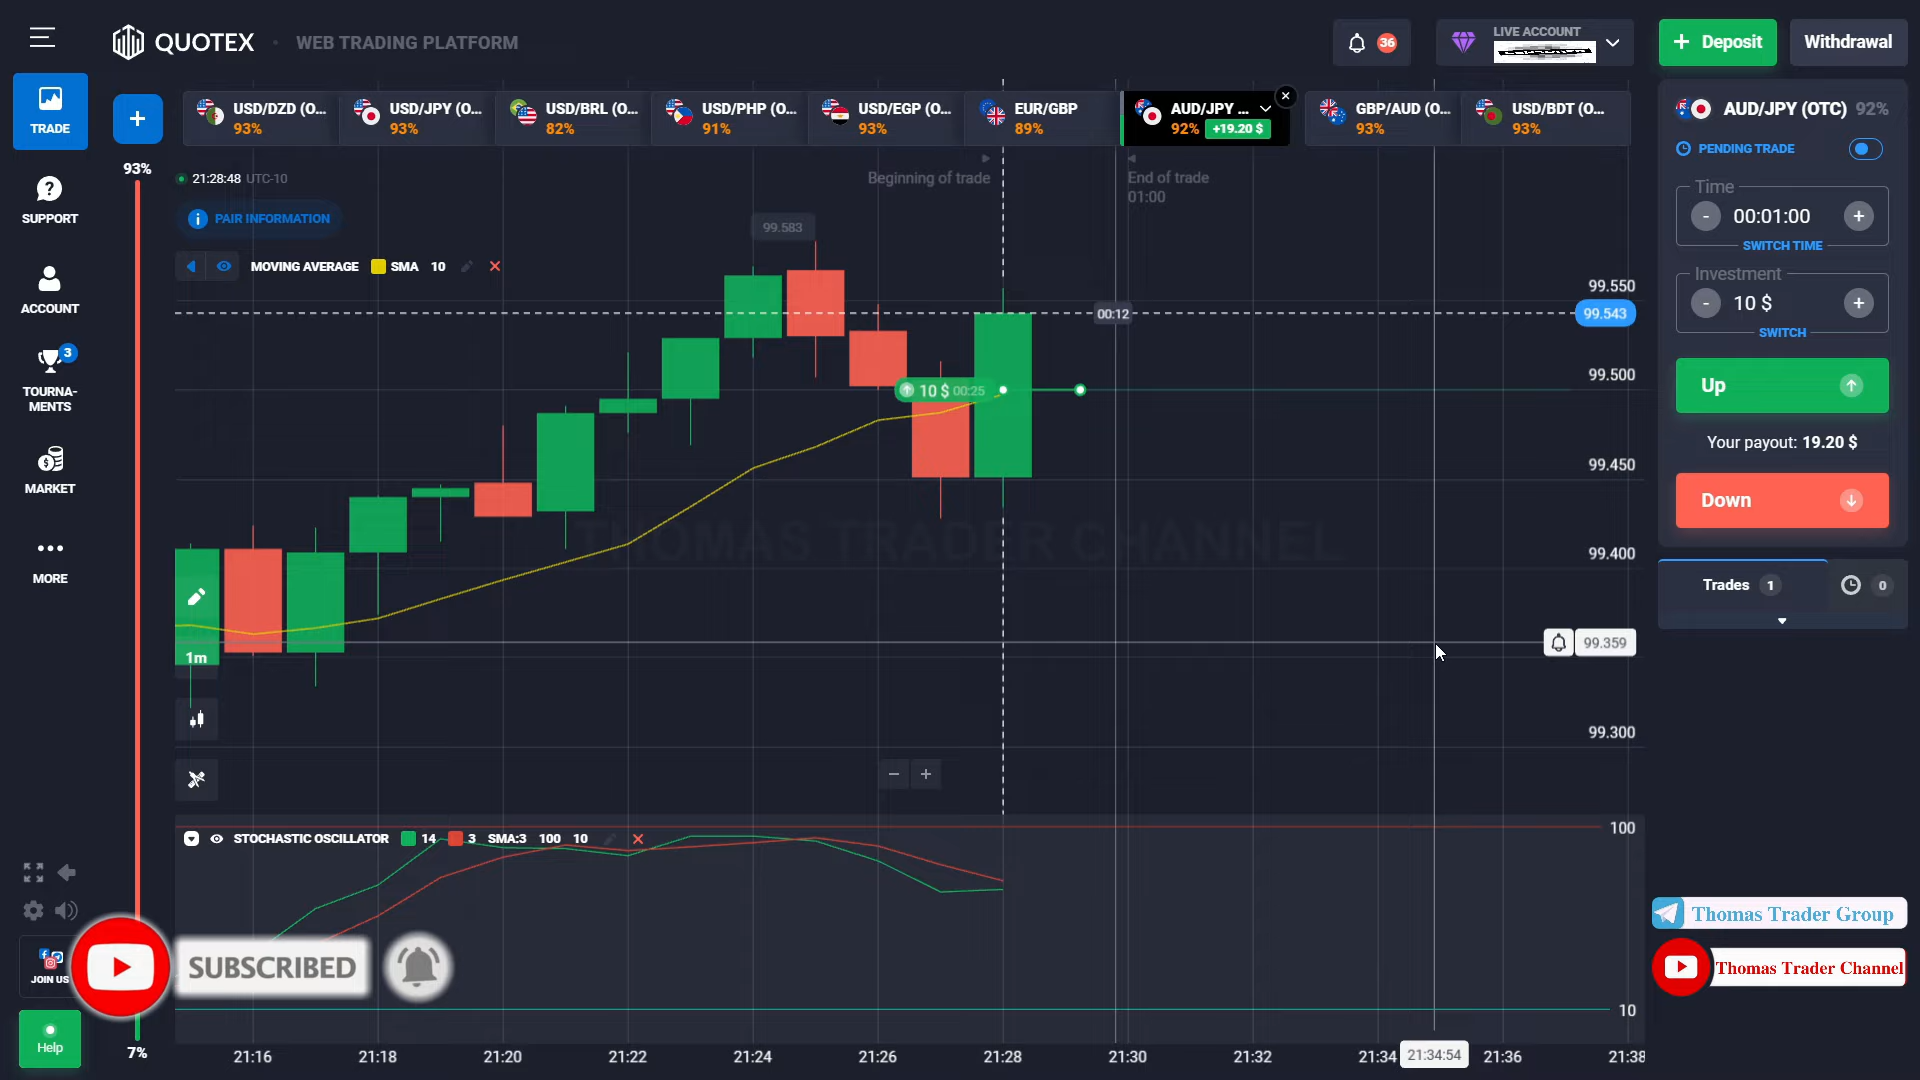 QUOTEX
WEB TRADING PLATFORM
36
LIVE ACCOUNT
+ Deposit
Withdrawal
TRADE
SUPPORT
ACCOUNT
3
TOURNA-
MENTS
MARKET
MORE
JOIN US
Help
+
USD/DZD (O...
93%
USD/JPY (O...
93%
USD/BRL (O...
82%
USD/PHP (O...
91%
USD/EGP (O...
93%
EUR/GBP
89%
AUD/JPY ...
92% +19.20 $
GBP/AUD (O...
93%
USD/BDT (O...
93%
93%
7%
21:28:48 UTC-10
PAIR INFORMATION
MOVING AVERAGE SMA 10
Beginning of trade
End of trade
01:00
99.583
00:12
10 $ 00:25
99.550
99.543
99.500
99.450
99.400
99.359
99.300
THOMAS TRADER CHANNEL
1m
STOCHASTIC OSCILLATOR 14 3 SMA:3 100 10
100
10
SUBSCRIBED
21:16 21:18 21:20 21:22 21:24 21:26 21:28 21:30 21:32 21:34 21:34:54 21:36 21:38
AUD/JPY (OTC) 92%
PENDING TRADE
Time
- 00:01:00 +
SWITCH TIME
Investment
- 10 $ +
SWITCH
Up
Your payout: 19.20 $
Down
Trades 1
0
Thomas Trader Group
Thomas Trader Channel